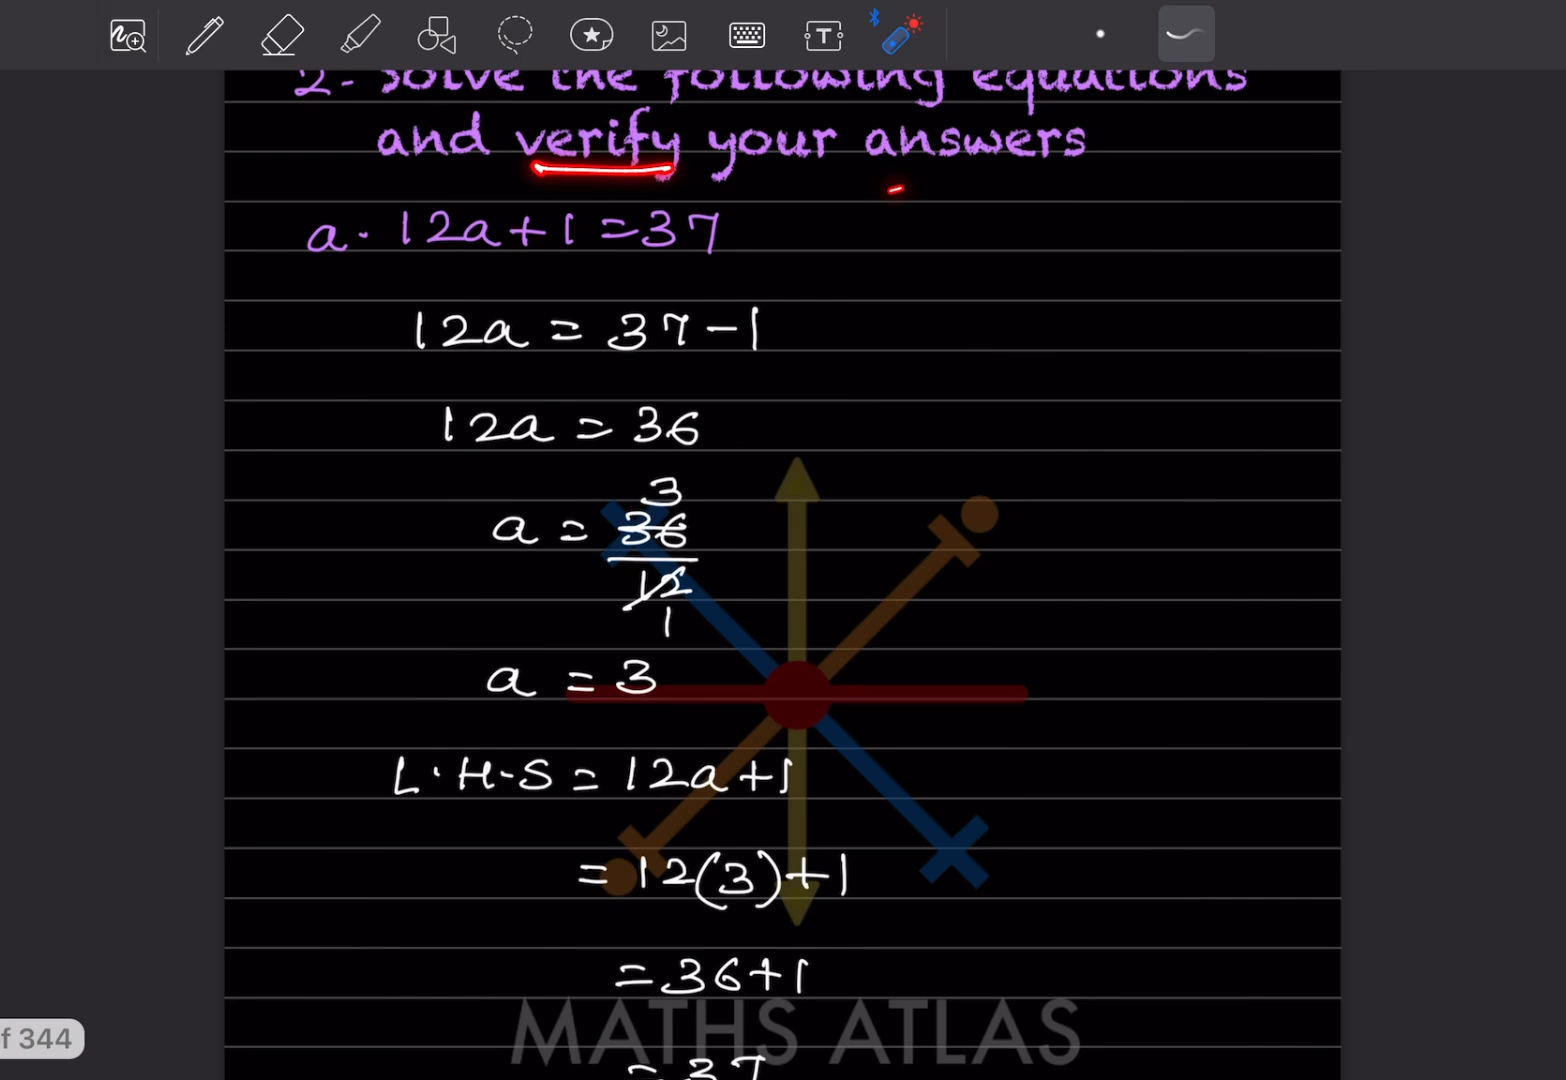 2- Solve the following equations
and verify your answers
a. 12a+1=37
12a = 37-1
12a = 36
3
a = 36
12
1
a = 3
L.H.S = 12a+1
= 12(3)+1
= 36+1
MATHS ATLAS
f 344
= 37